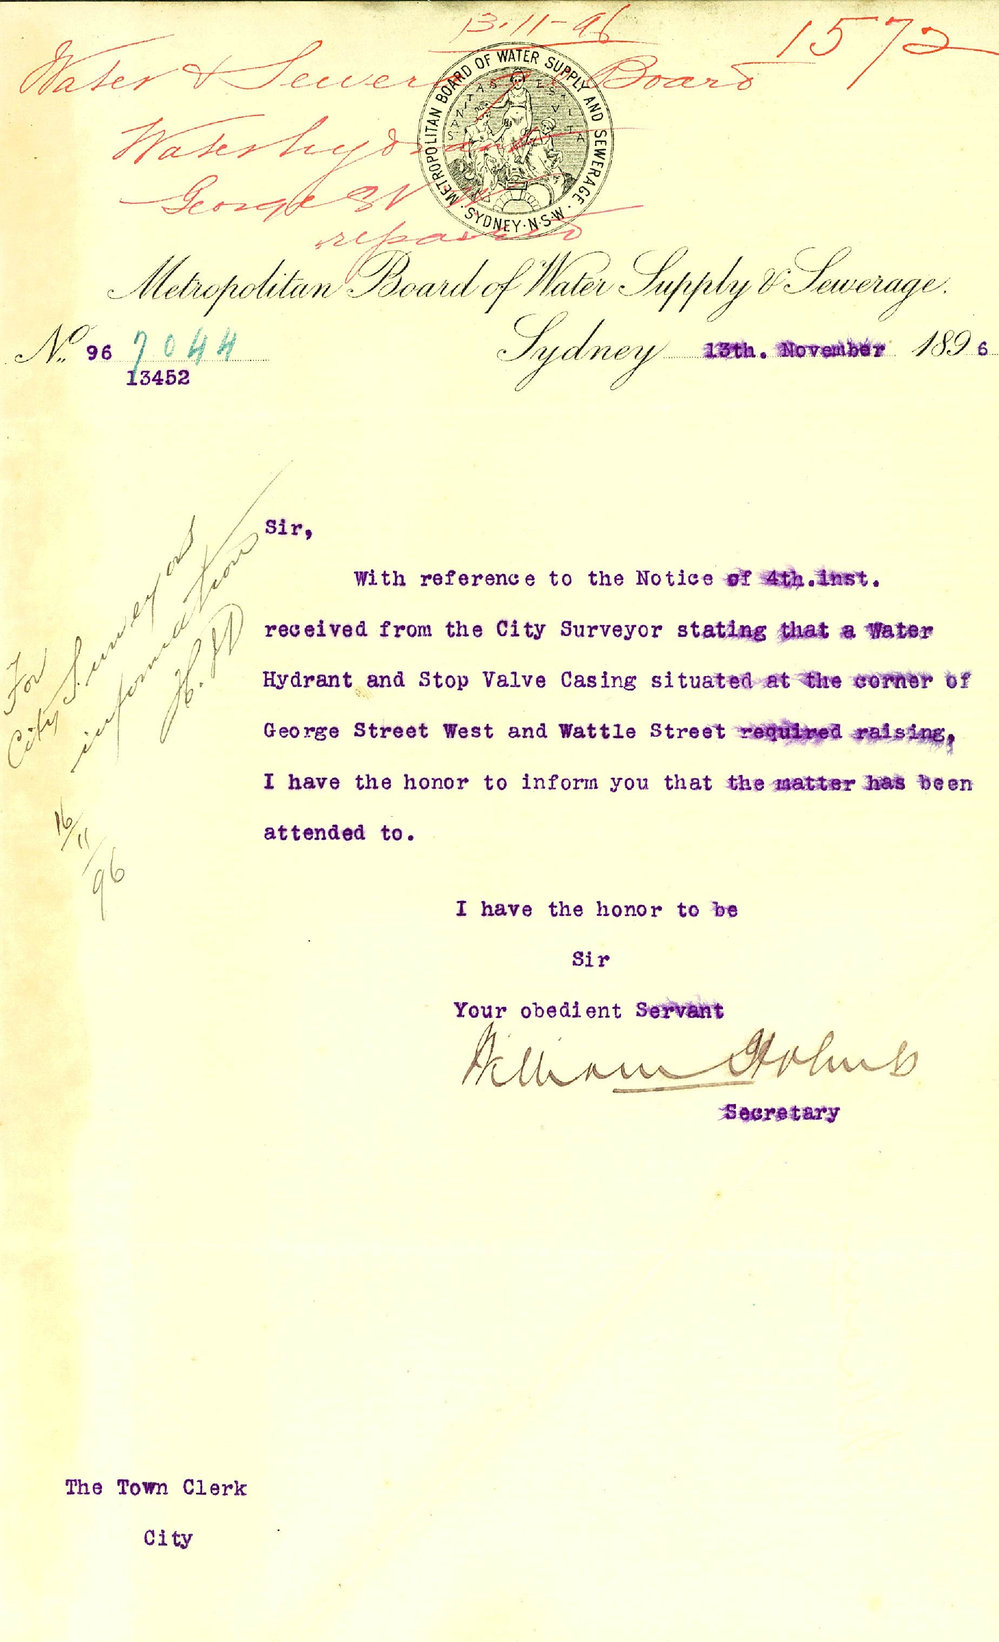 13.11-96
1572
Water & Sewerage Board
Water hydrant
George St W
repaired
METROPOLITAN BOARD OF WATER SUPPLY AND SEWERAGE.
· SYDNEY · N · S · W ·
Metropolitan Board of Water Supply & Sewerage.
No. 96 7044
13452
Sydney 13th. November 1896
For
City Surveyors
information
H.
16/11/96
Sir,
With reference to the Notice of 4th.inst.
received from the City Surveyor stating that a Water
Hydrant and Stop Valve Casing situated at the corner of
George Street West and Wattle Street required raising,
I have the honor to inform you that the matter has been
attended to.
I have the honor to be
Sir
Your obedient Servant
William Holmes
Secretary
The Town Clerk
City